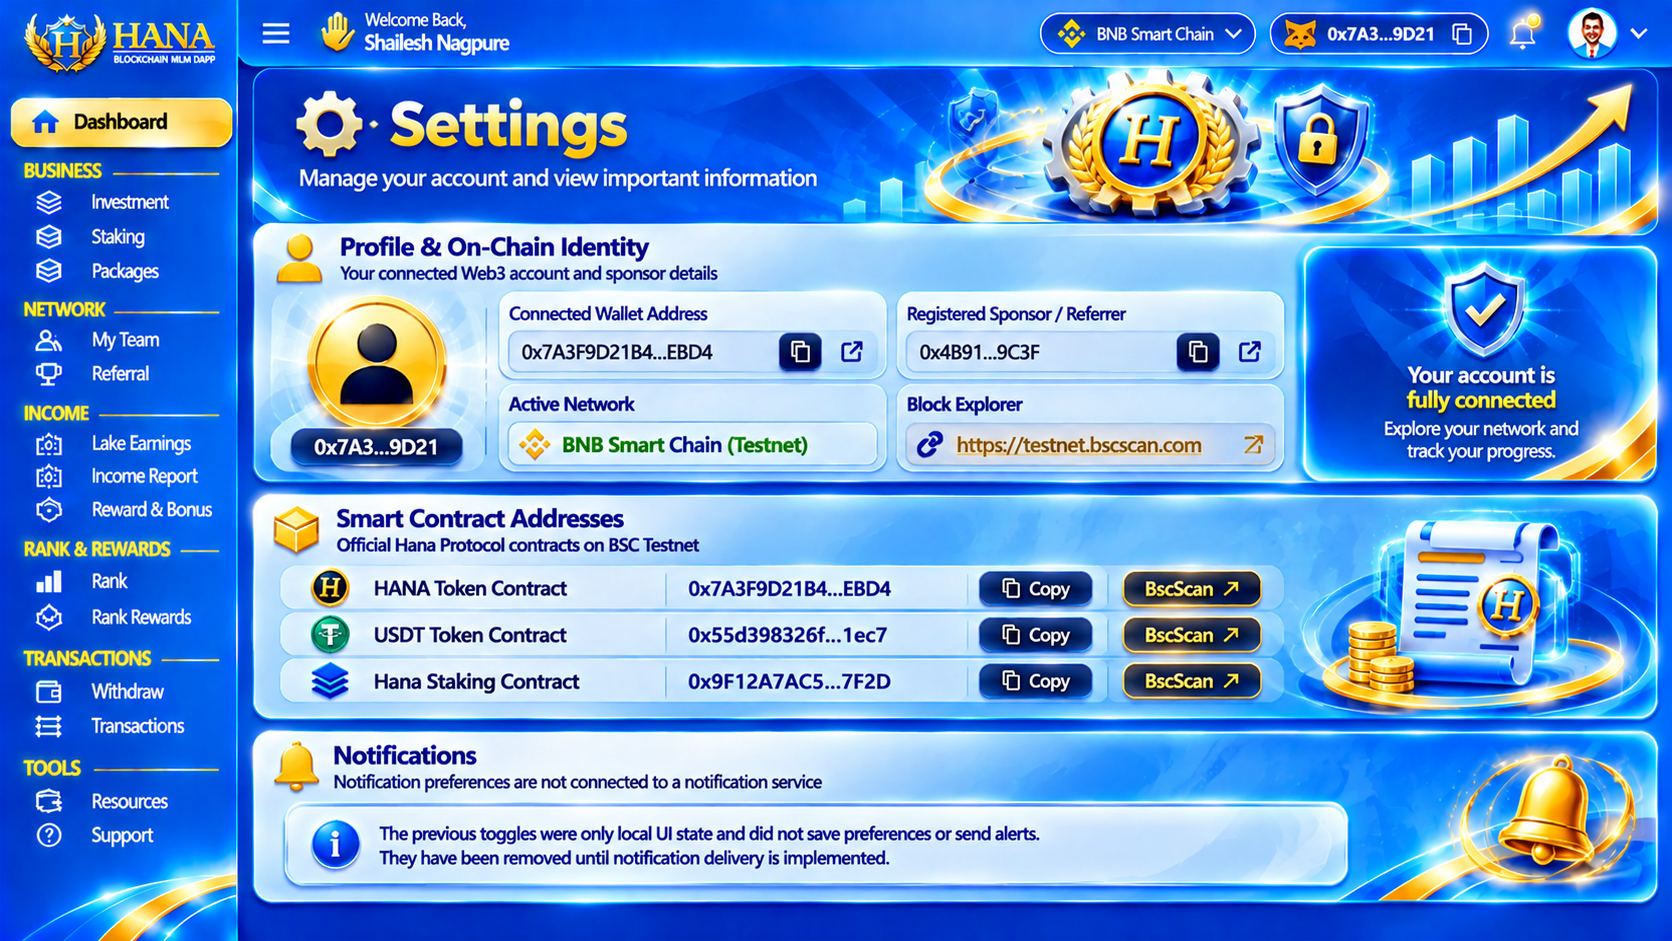 HANA
BLOCKCHAIN MLM DAPP
Welcome Back,
Shailesh Nagpure
BNB Smart Chain
0x7A3...9D21
Dashboard
BUSINESS
Investment
Staking
Packages
NETWORK
My Team
Referral
INCOME
Lake Earnings
Income Report
Reward & Bonus
RANK & REWARDS
Rank
Rank Rewards
TRANSACTIONS
Withdraw
Transactions
TOOLS
Resources
Support
Settings
Manage your account and view important information
H
Profile & On-Chain Identity
Your connected Web3 account and sponsor details
0x7A3...9D21
Connected Wallet Address
0x7A3F9D21B4...EBD4
Registered Sponsor / Referrer
0x4B91...9C3F
Active Network
BNB Smart Chain (Testnet)
Block Explorer
https://testnet.bscscan.com
Your account is
fully connected
Explore your network and
track your progress.
Smart Contract Addresses
Official Hana Protocol contracts on BSC Testnet
H HANA Token Contract 0x7A3F9D21B4...EBD4 Copy BscScan
USDT Token Contract 0x55d398326f...1ec7 Copy BscScan
Hana Staking Contract 0x9F12A7AC5...7F2D Copy BscScan
H
Notifications
Notification preferences are not connected to a notification service
The previous toggles were only local UI state and did not save preferences or send alerts.
They have been removed until notification delivery is implemented.